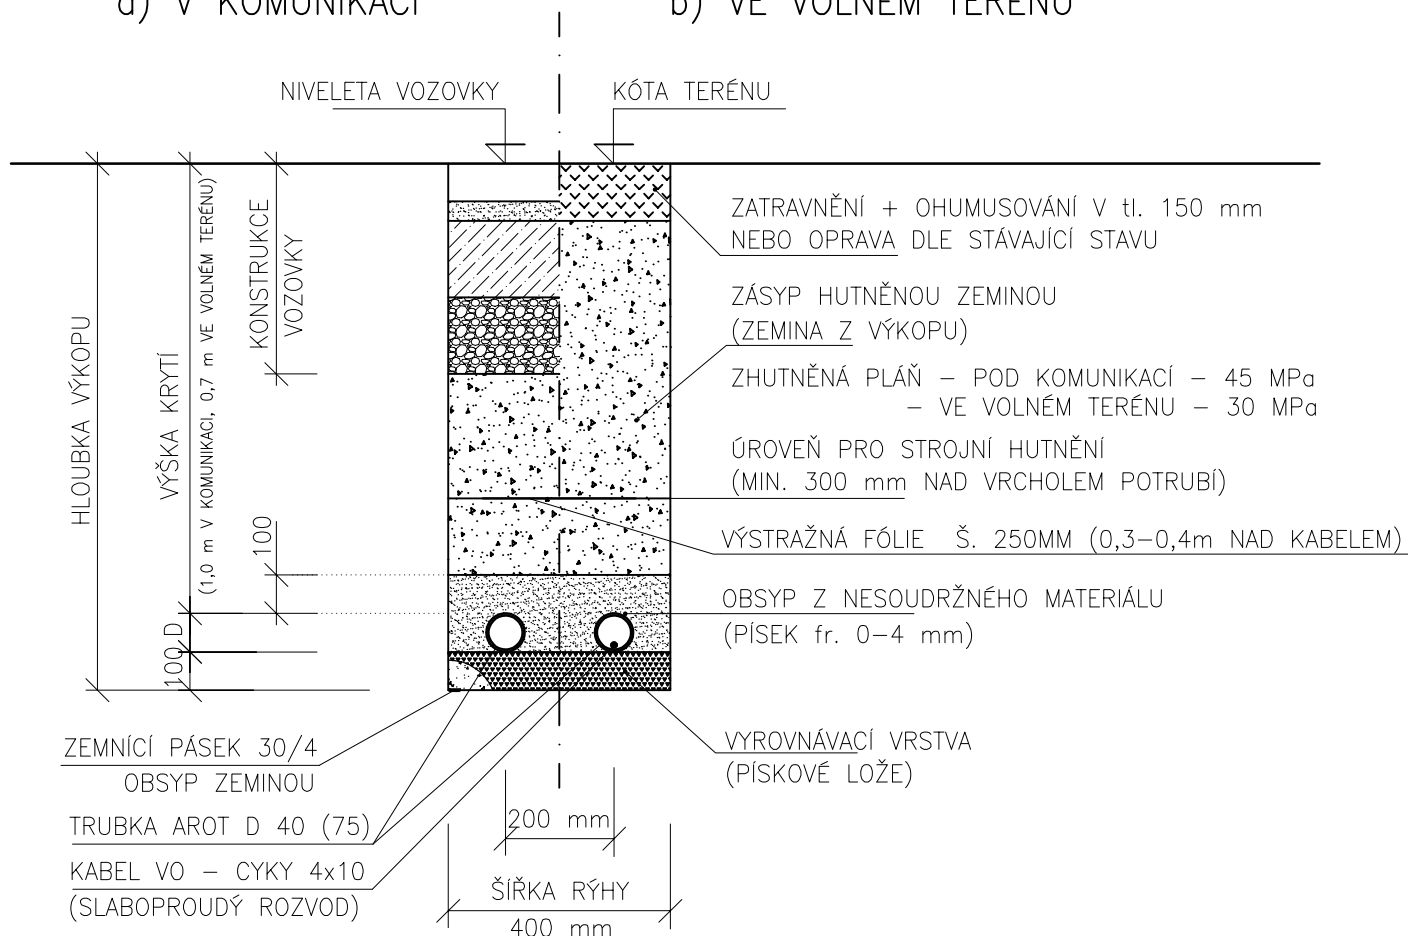 a) V KOMUNIKACI
b) VE VOLNÉM TERÉNU
NIVELETA VOZOVKY
KÓTA TERÉNU
HLOUBKA VÝKOPU
VÝŠKA KRYTÍ
(1,0 m V KOMUNIKACI, 0,7 m VE VOLNÉM TERÉNU)
KONSTRUKCE
VOZOVKY
100
D
100
ZATRAVNĚNÍ + OHUMUSOVÁNÍ V tl. 150 mm
NEBO OPRAVA DLE STÁVAJÍCÍ STAVU
ZÁSYP HUTNĚNOU ZEMINOU
(ZEMINA Z VÝKOPU)
ZHUTNĚNÁ PLÁŇ – POD KOMUNIKACÍ – 45 MPa
– VE VOLNÉM TERÉNU – 30 MPa
ÚROVEŇ PRO STROJNÍ HUTNĚNÍ
(MIN. 300 mm NAD VRCHOLEM POTRUBÍ)
VÝSTRAŽNÁ FÓLIE Š. 250MM (0,3–0,4m NAD KABELEM)
OBSYP Z NESOUDRŽNÉHO MATERIÁLU
(PÍSEK fr. 0–4 mm)
VYROVNÁVACÍ VRSTVA
(PÍSKOVÉ LOŽE)
ZEMNÍCÍ PÁSEK 30/4
OBSYP ZEMINOU
TRUBKA AROT D 40 (75)
KABEL VO – CYKY 4x10
(SLABOPROUDÝ ROZVOD)
200 mm
ŠÍŘKA RÝHY
400 mm